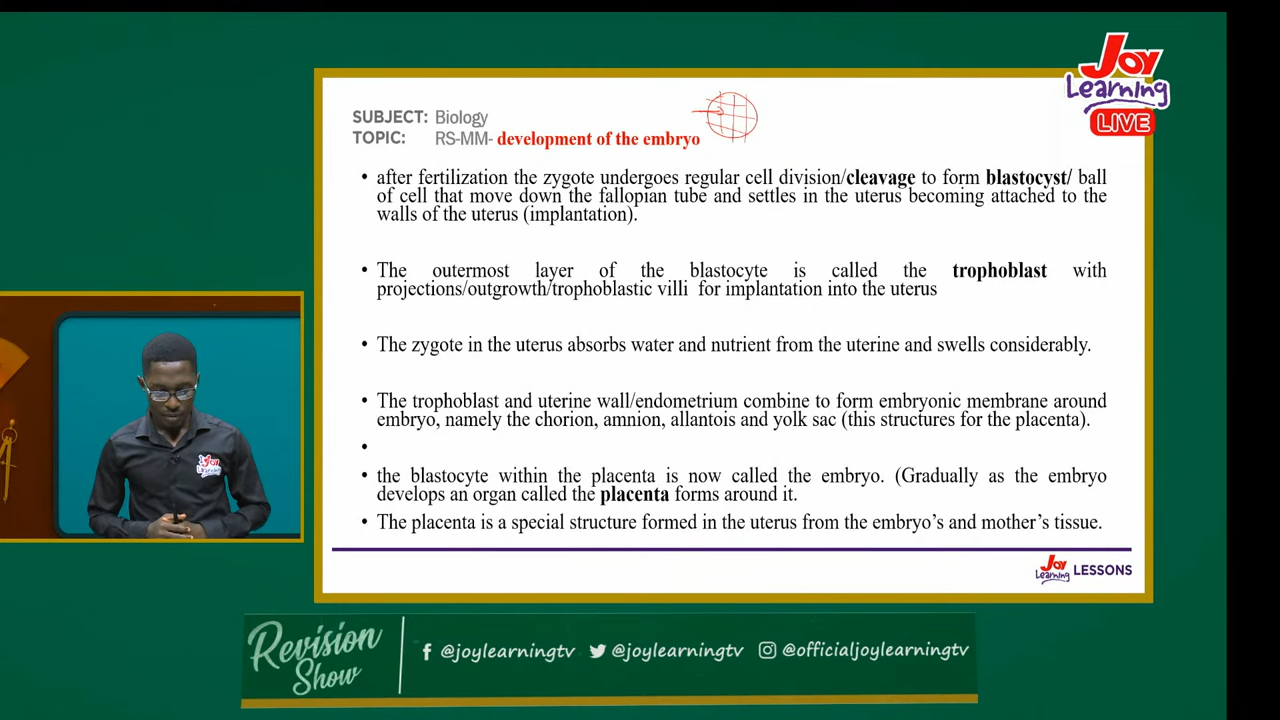 Joy
Learning
LIVE
SUBJECT: Biology
TOPIC: RS-MM- development of the embryo
• after fertilization the zygote undergoes regular cell division/cleavage to form blastocyst/ ball
of cell that move down the fallopian tube and settles in the uterus becoming attached to the
walls of the uterus (implantation).
• The outermost layer of the blastocyte is called the trophoblast with
projections/outgrowth/trophoblastic villi for implantation into the uterus
• The zygote in the uterus absorbs water and nutrient from the uterine and swells considerably.
• The trophoblast and uterine wall/endometrium combine to form embryonic membrane around
embryo, namely the chorion, amnion, allantois and yolk sac (this structures for the placenta).
•
• the blastocyte within the placenta is now called the embryo. (Gradually as the embryo
develops an organ called the placenta forms around it.
• The placenta is a special structure formed in the uterus from the embryo's and mother's tissue.
Joy
Learning LESSONS
Joy
Learning
Revision
Show
@joylearningtv @joylearningtv @officialjoylearningtv